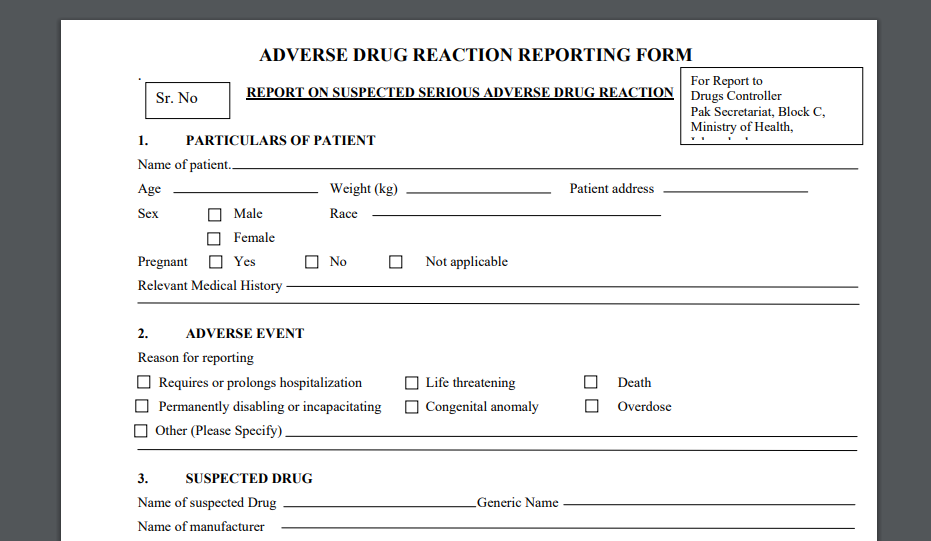 ADVERSE DRUG REACTION REPORTING FORM
Sr. No
REPORT ON SUSPECTED SERIOUS ADVERSE DRUG REACTION
For Report to
Drugs Controller
Pak Secretariat, Block C,
Ministry of Health,
1. PARTICULARS OF PATIENT
Name of patient.
Age Weight (kg) Patient address
Sex Male Race
Female
Pregnant Yes No Not applicable
Relevant Medical History
2. ADVERSE EVENT
Reason for reporting
Requires or prolongs hospitalization Life threatening Death
Permanently disabling or incapacitating Congenital anomaly Overdose
Other (Please Specify)
3. SUSPECTED DRUG
Name of suspected Drug Generic Name
Name of manufacturer